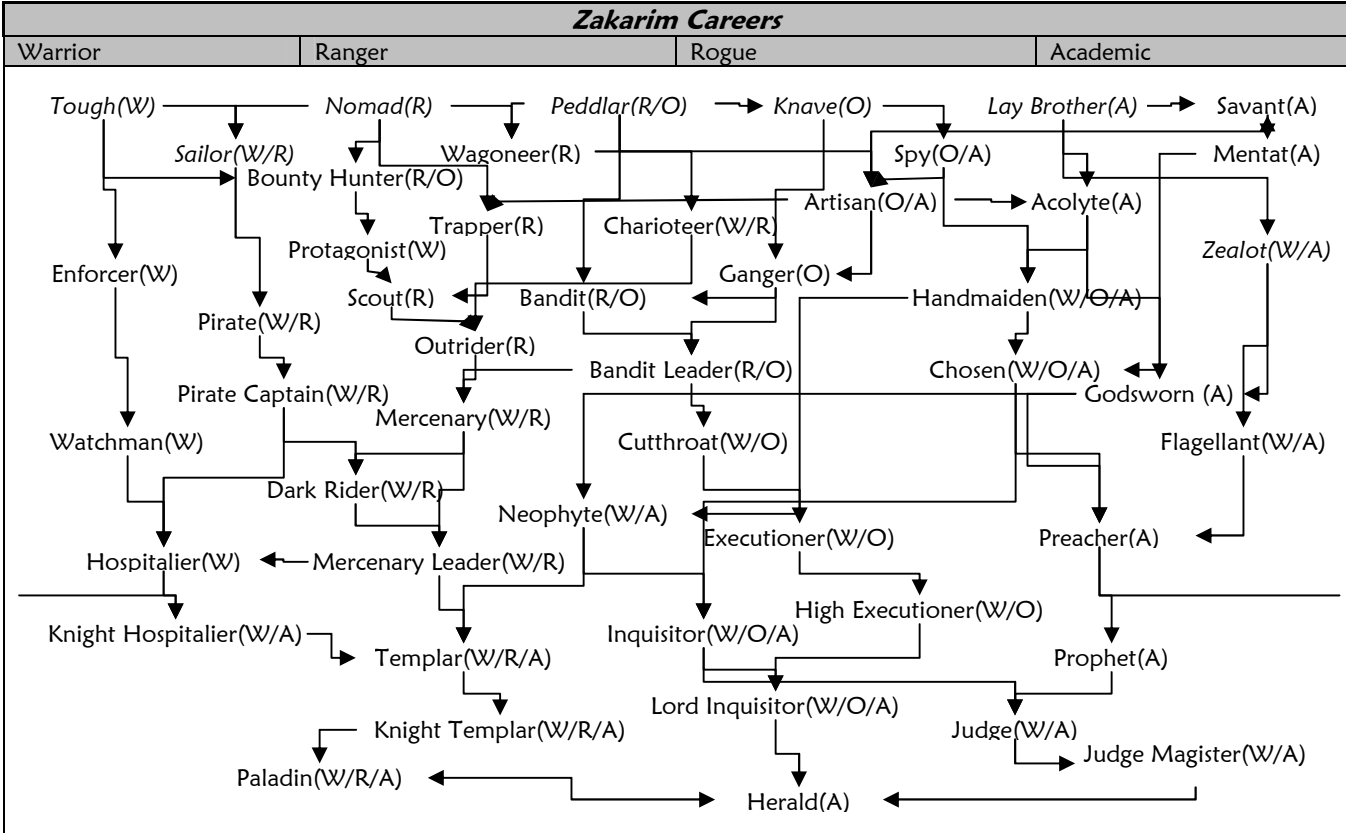 Zakarim Careers
Warrior Ranger Rogue Academic
Tough(W) Nomad(R) Peddlar(R/O) Knave(O) Lay Brother(A) Savant(A)
Sailor(W/R) Wagoneer(R) Spy(O/A) Mentat(A)
Bounty Hunter(R/O)
Trapper(R) Charioteer(W/R) Artisan(O/A) Acolyte(A)
Protagonist(W) Zealot(W/A)
Enforcer(W) Scout(R) Bandit(R/O) Ganger(O) Handmaiden(W/O/A)
Pirate(W/R)
Outrider(R)
Pirate Captain(W/R) Bandit Leader(R/O) Chosen(W/O/A) Godsworn (A)
Mercenary(W/R)
Watchman(W) Cutthroat(W/O) Flagellant(W/A)
Dark Rider(W/R)
Neophyte(W/A) Executioner(W/O) Preacher(A)
Hospitalier(W) Mercenary Leader(W/R)
High Executioner(W/O)
Knight Hospitalier(W/A) Inquisitor(W/O/A)
Templar(W/R/A) Prophet(A)
Lord Inquisitor(W/O/A)
Knight Templar(W/R/A) Judge(W/A)
Judge Magister(W/A)
Paladin(W/R/A) Herald(A)